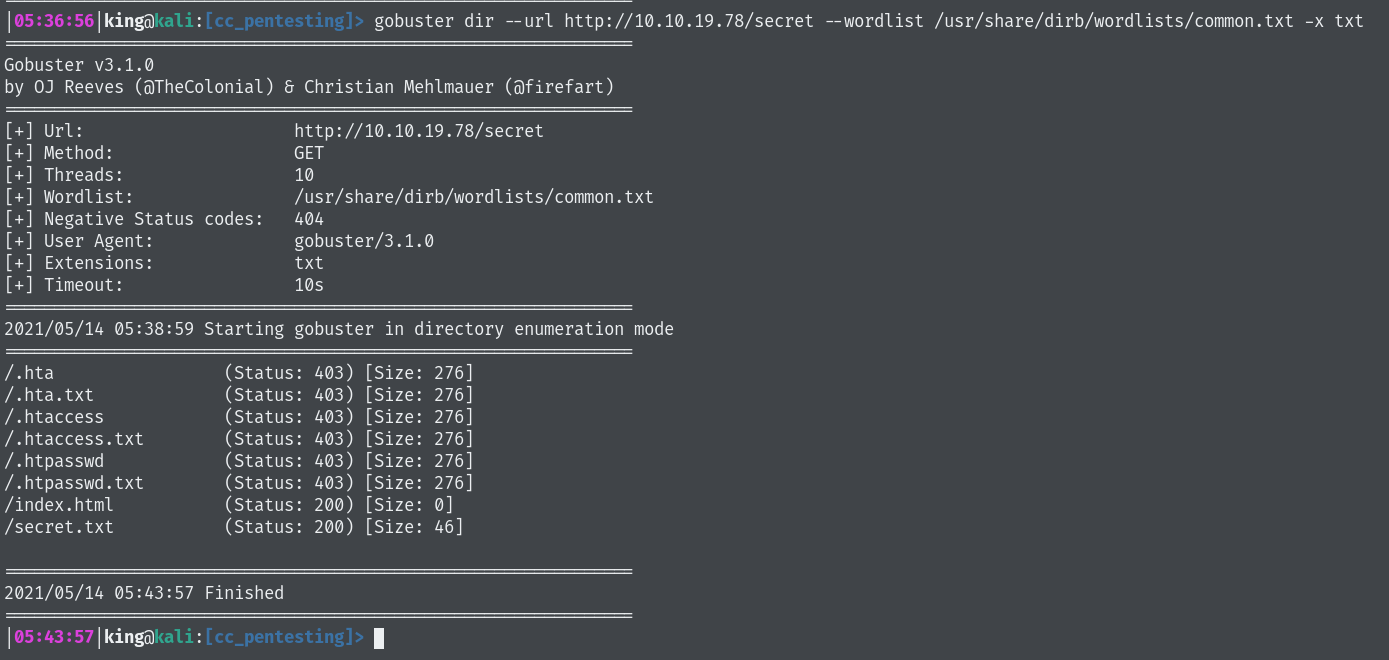 |05:36:56|king@kali:[cc_pentesting]> gobuster dir --url http://10.10.19.78/secret --wordlist /usr/share/dirb/wordlists/common.txt -x txt
===============================================================
Gobuster v3.1.0
by OJ Reeves (@TheColonial) & Christian Mehlmauer (@firefart)
===============================================================
[+] Url:                     http://10.10.19.78/secret
[+] Method:                  GET
[+] Threads:                 10
[+] Wordlist:                /usr/share/dirb/wordlists/common.txt
[+] Negative Status codes:   404
[+] User Agent:              gobuster/3.1.0
[+] Extensions:              txt
[+] Timeout:                 10s
===============================================================
2021/05/14 05:38:59 Starting gobuster in directory enumeration mode
===============================================================
/.hta                 (Status: 403) [Size: 276]
/.hta.txt             (Status: 403) [Size: 276]
/.htaccess            (Status: 403) [Size: 276]
/.htaccess.txt        (Status: 403) [Size: 276]
/.htpasswd            (Status: 403) [Size: 276]
/.htpasswd.txt        (Status: 403) [Size: 276]
/index.html           (Status: 200) [Size: 0]
/secret.txt           (Status: 200) [Size: 46]
===============================================================
2021/05/14 05:43:57 Finished
===============================================================
|05:43:57|king@kali:[cc_pentesting]>